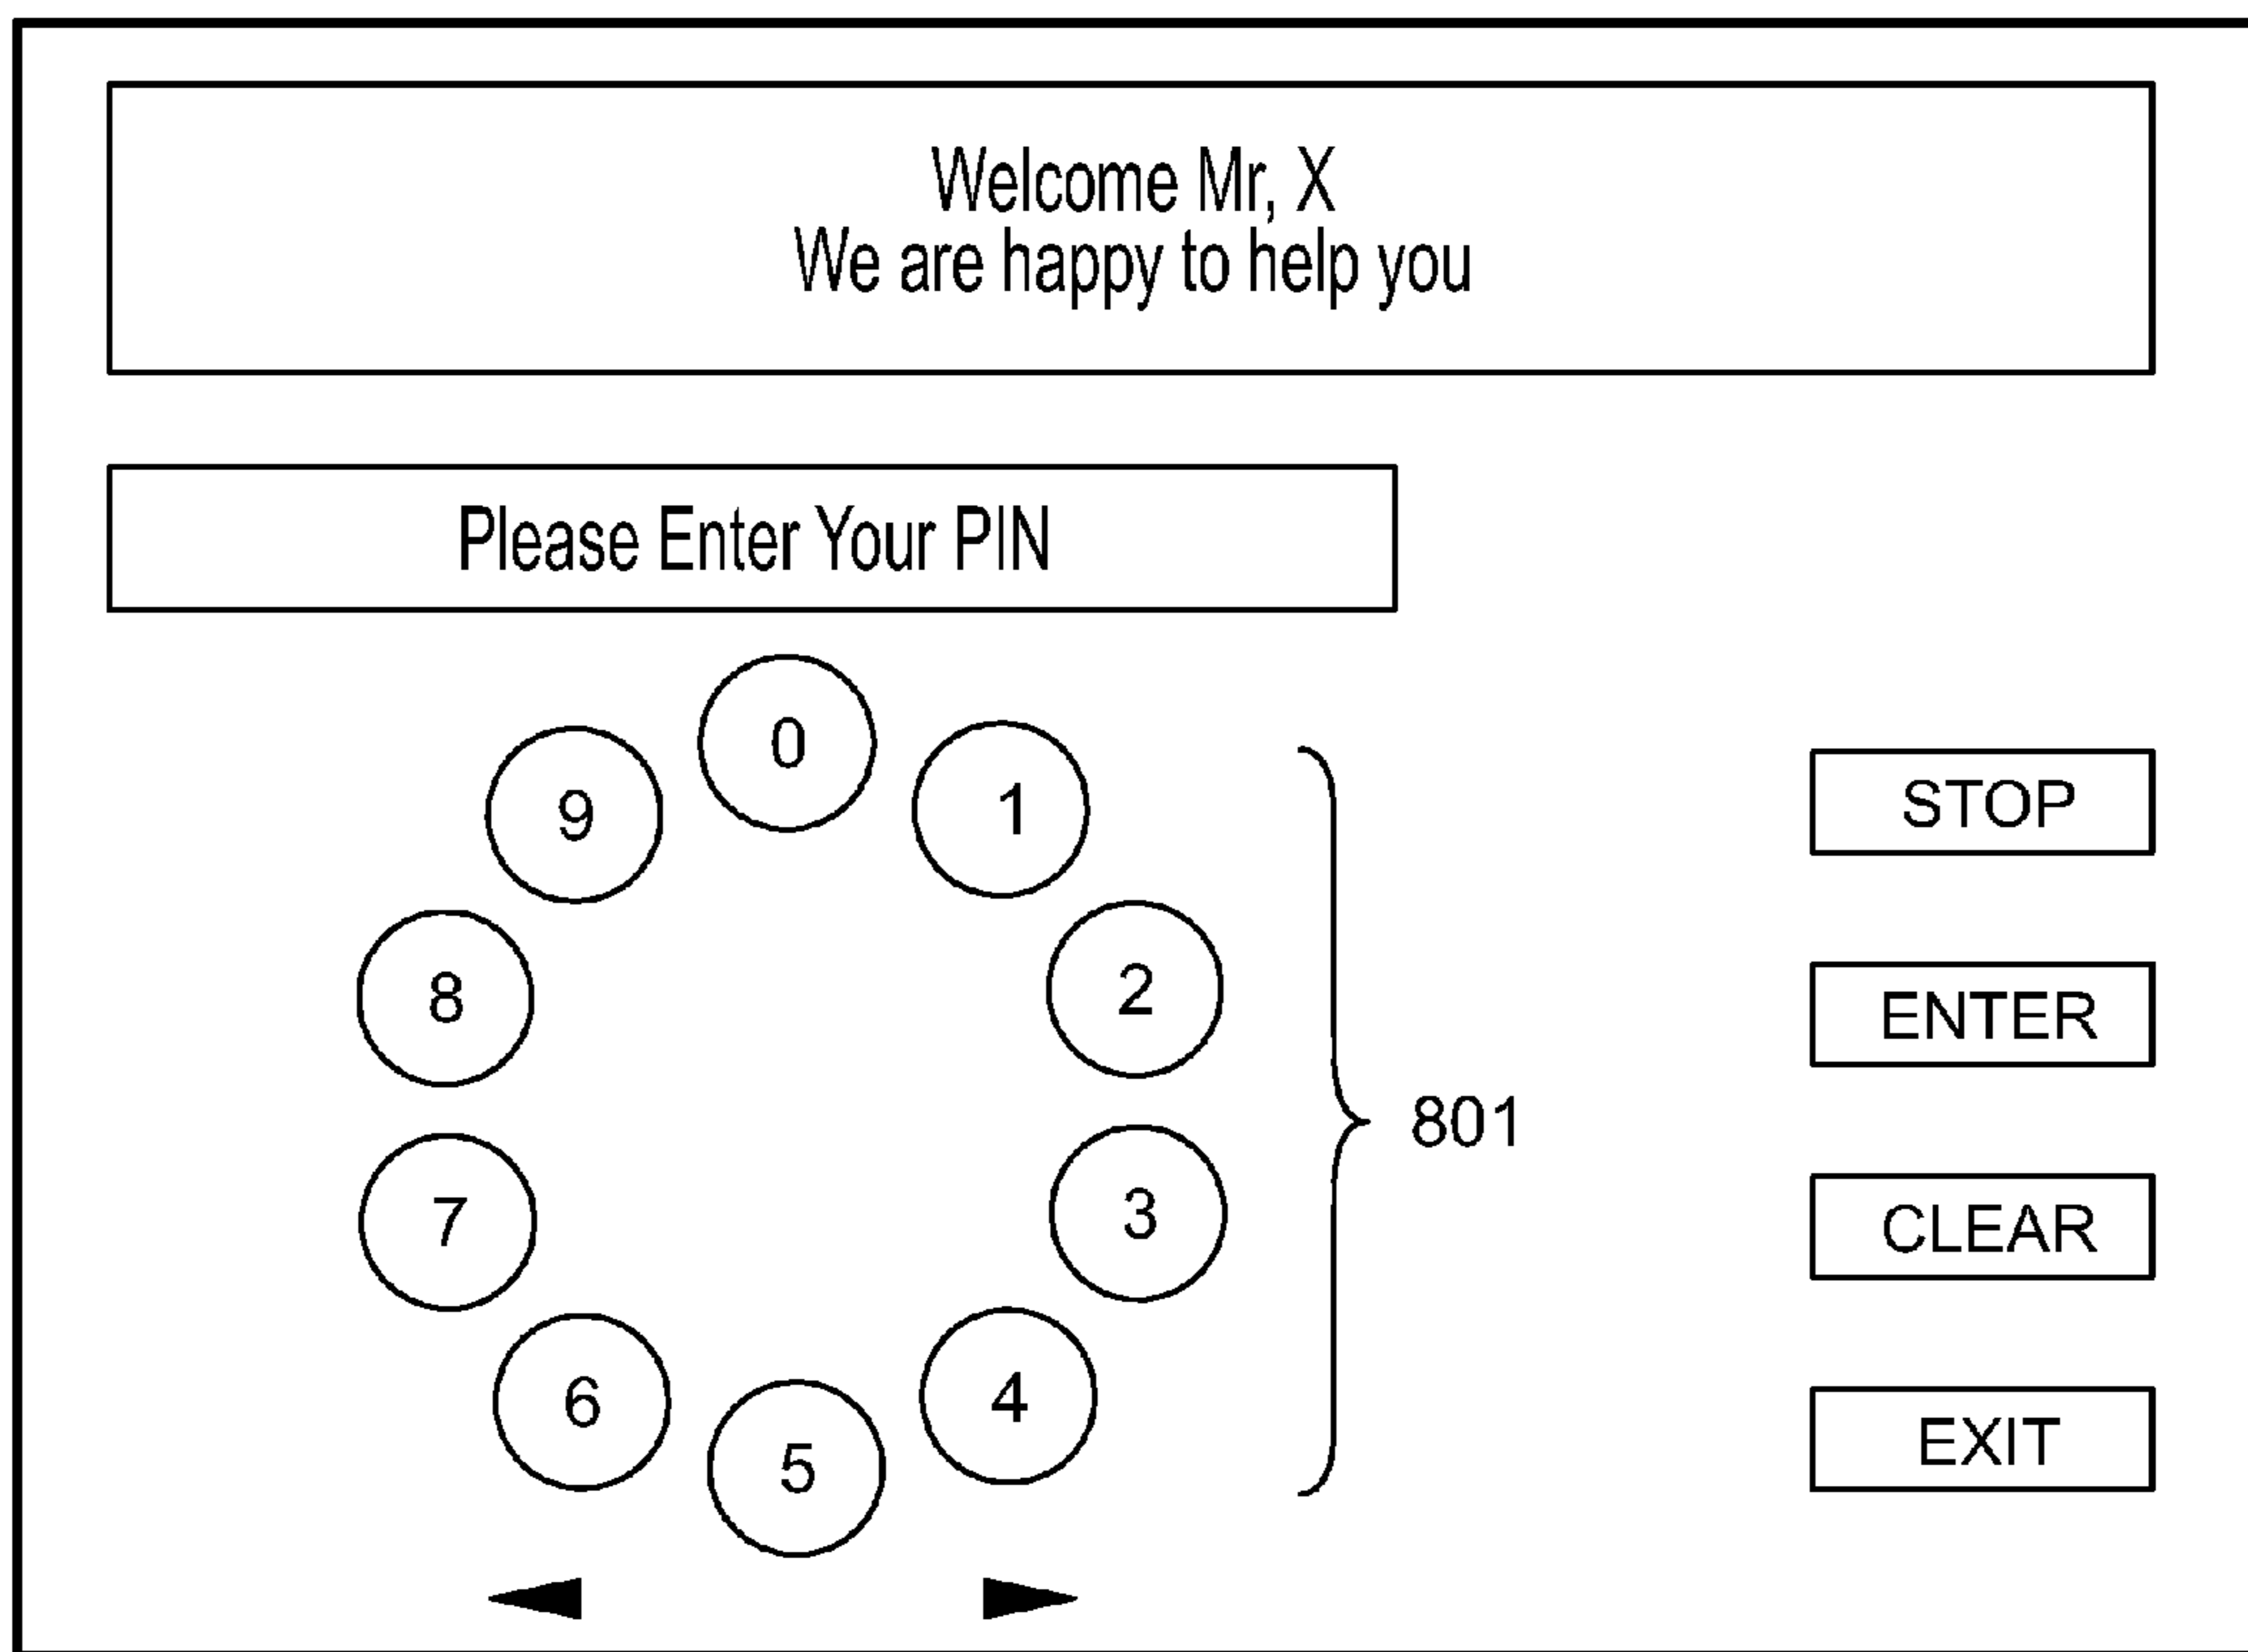 Welcome Mr, X
We are happy to help you
Please Enter Your PIN
0
1
2
3
4
5
6
7
8
9
801
STOP
ENTER
CLEAR
EXIT